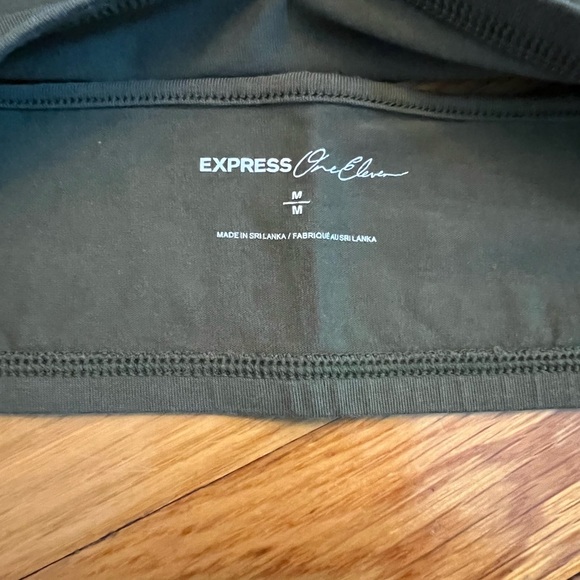 EXPRESS One Eleven
M
M
MADE IN SRI LANKA / FABRIQUÉ AU SRI LANKA